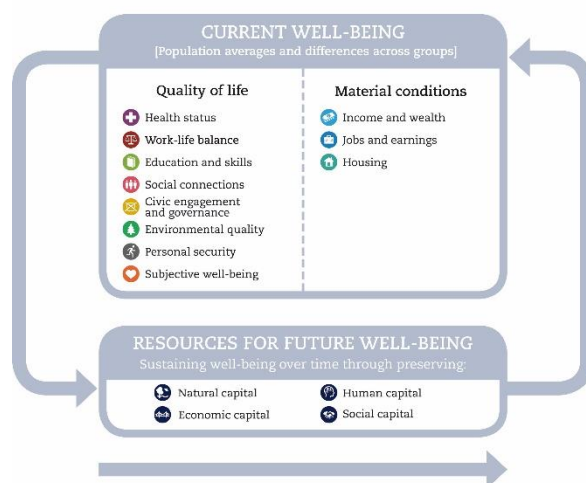 CURRENT WELL-BEING
[Population averages and differences across groups]
Quality of life
Health status
Work-life balance
Education and skills
Social connections
Civic engagement
and governance
Environmental quality
Personal security
Subjective well-being
Material conditions
Income and wealth
Jobs and earnings
Housing
RESOURCES FOR FUTURE WELL-BEING
Sustaining well-being over time through preserving:
Natural capital
Human capital
Economic capital
Social capital